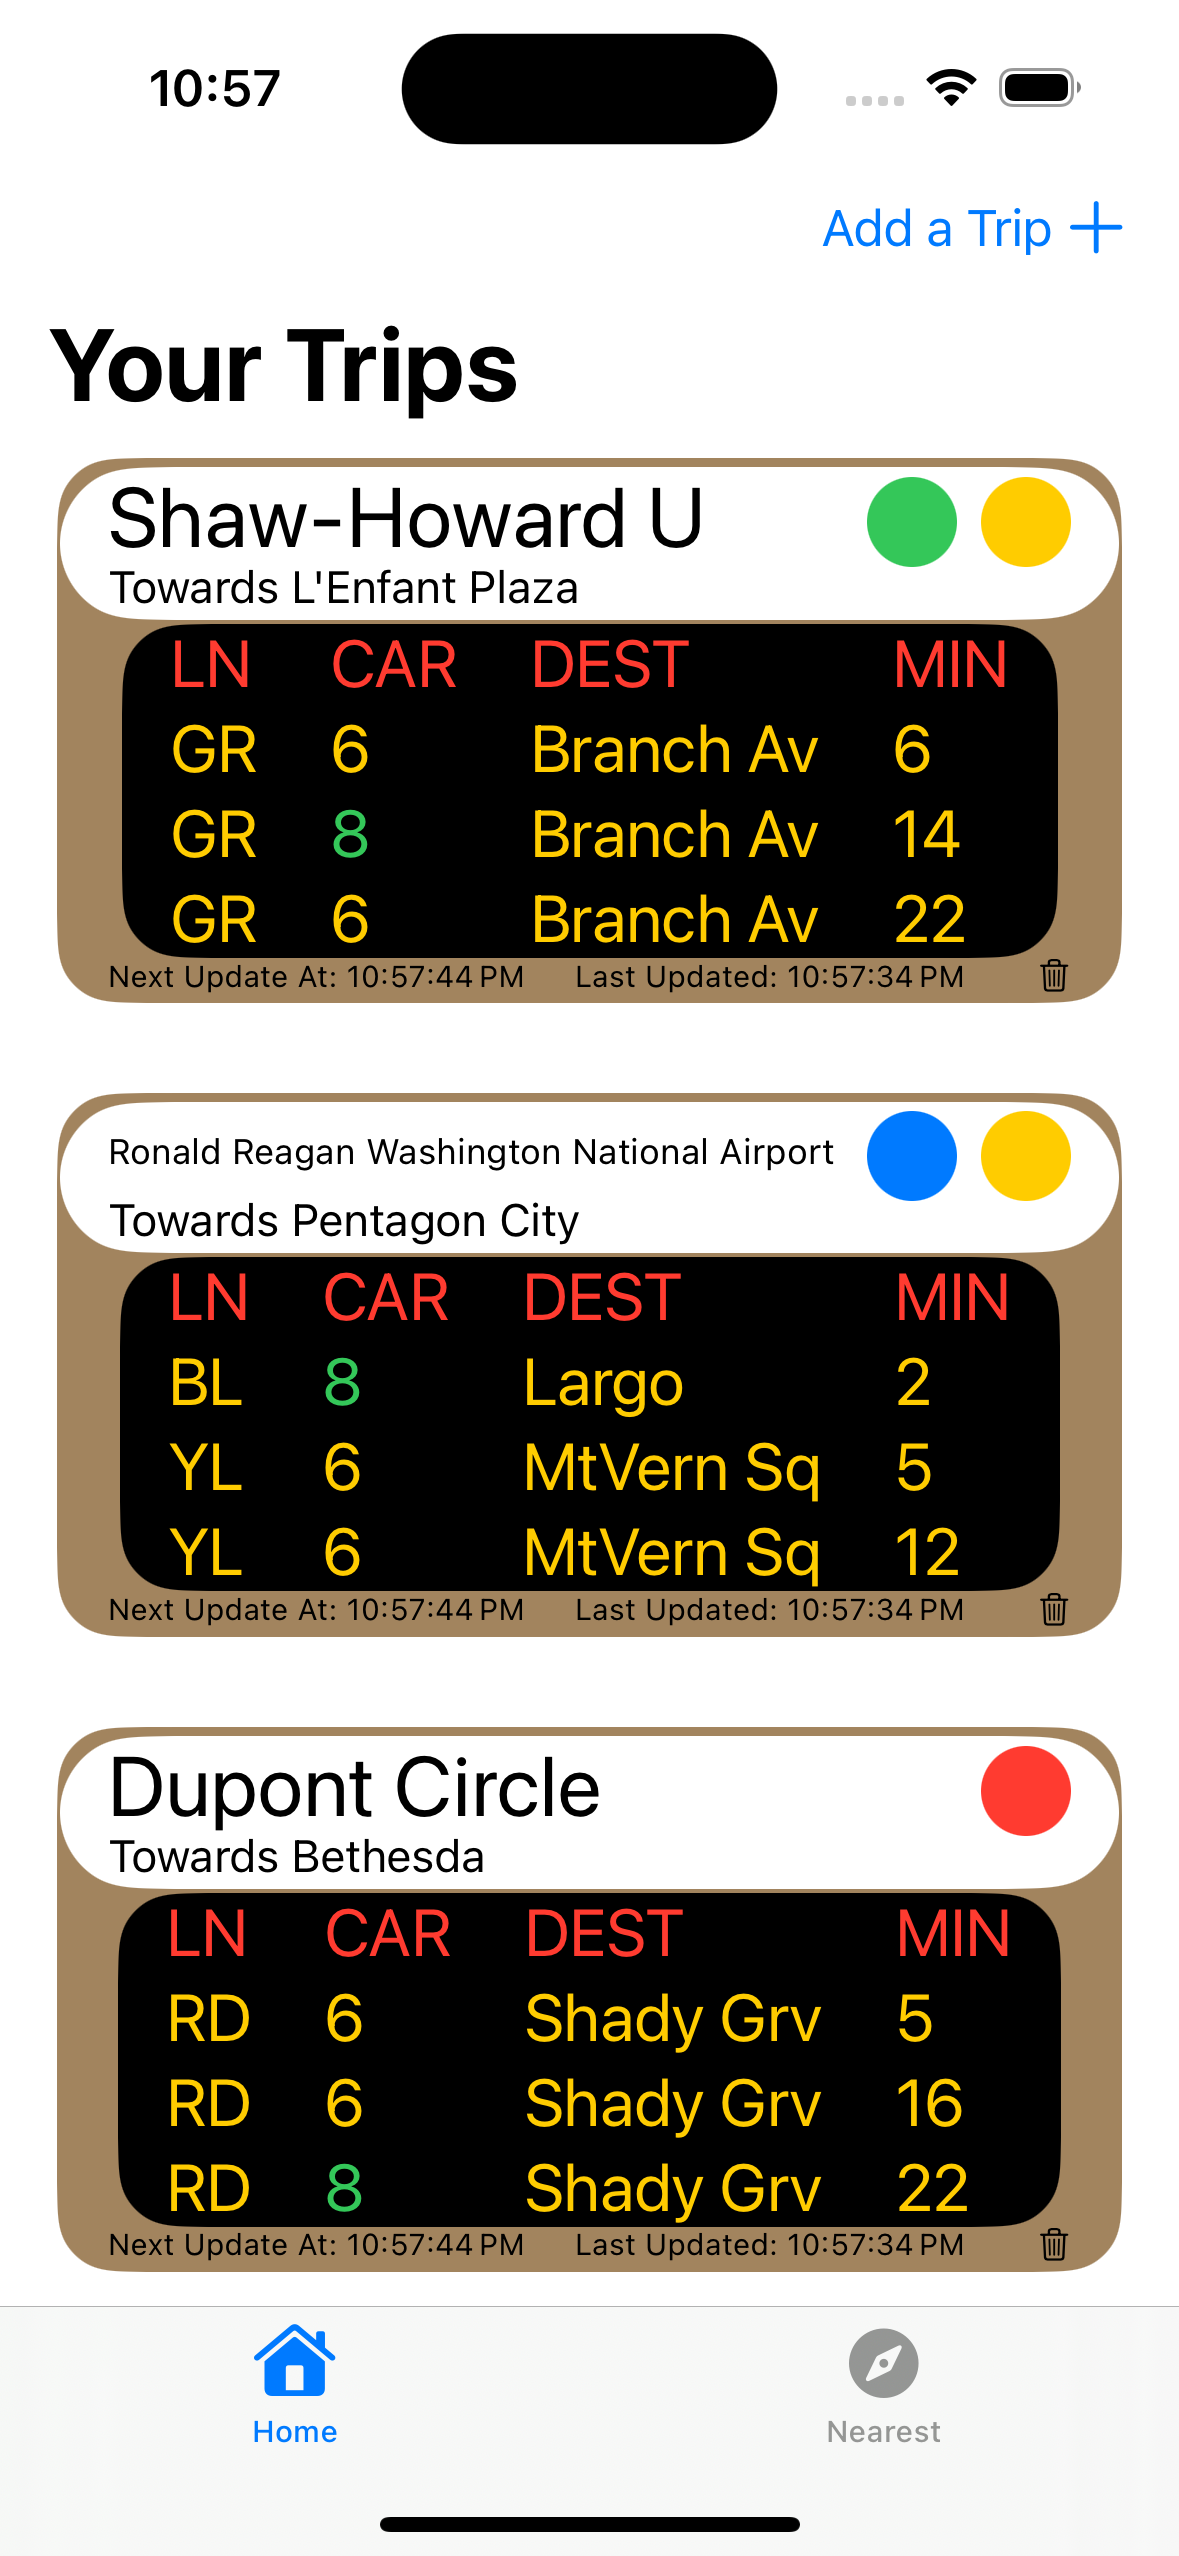 10:57
Add a Trip
Your Trips
Shaw-Howard U
Towards L'Enfant Plaza
LN CAR DEST MIN
GR 6 Branch Av 6
GR 8 Branch Av 14
GR 6 Branch Av 22
Next Update At: 10:57:44 PM Last Updated: 10:57:34 PM
Ronald Reagan Washington National Airport
Towards Pentagon City
LN CAR DEST MIN
BL 8 Largo 2
YL 6 MtVern Sq 5
YL 6 MtVern Sq 12
Next Update At: 10:57:44 PM Last Updated: 10:57:34 PM
Dupont Circle
Towards Bethesda
LN CAR DEST MIN
RD 6 Shady Grv 5
RD 6 Shady Grv 16
RD 8 Shady Grv 22
Next Update At: 10:57:44 PM Last Updated: 10:57:34 PM
Home Nearest